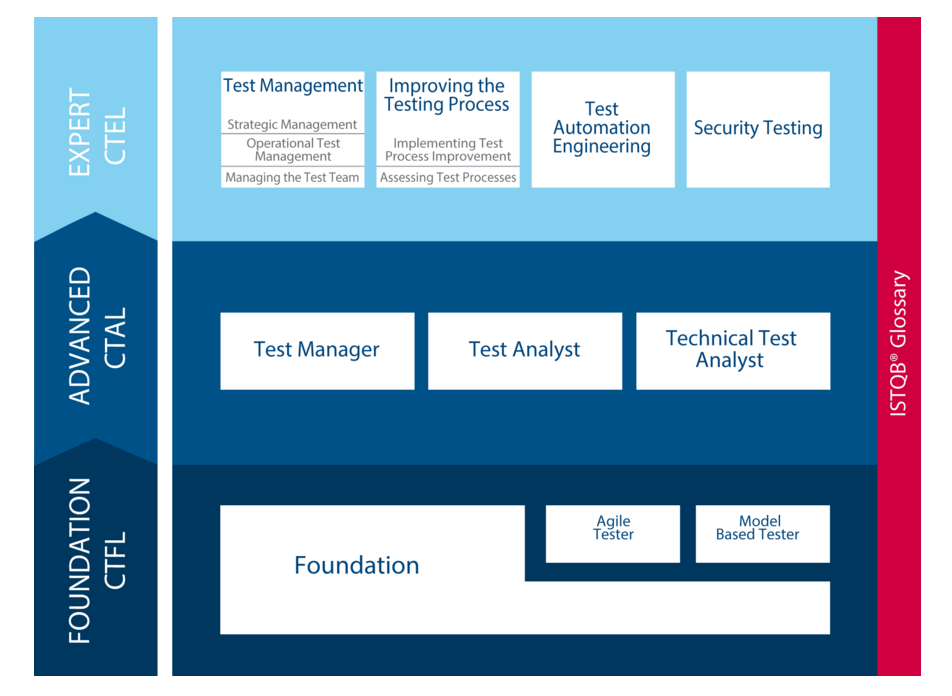 EXPERT
CTEL
Test Management
Strategic Management
Operational Test
Management
Managing the Test Team
Improving the
Testing Process
Implementing Test
Process Improvement
Assessing Test Processes
Test
Automation
Engineering
Security Testing
ADVANCED
CTAL
Test Manager
Test Analyst
Technical Test
Analyst
FOUNDATION
CTFL
Foundation
Agile
Tester
Model
Based Tester
ISTQB® Glossary